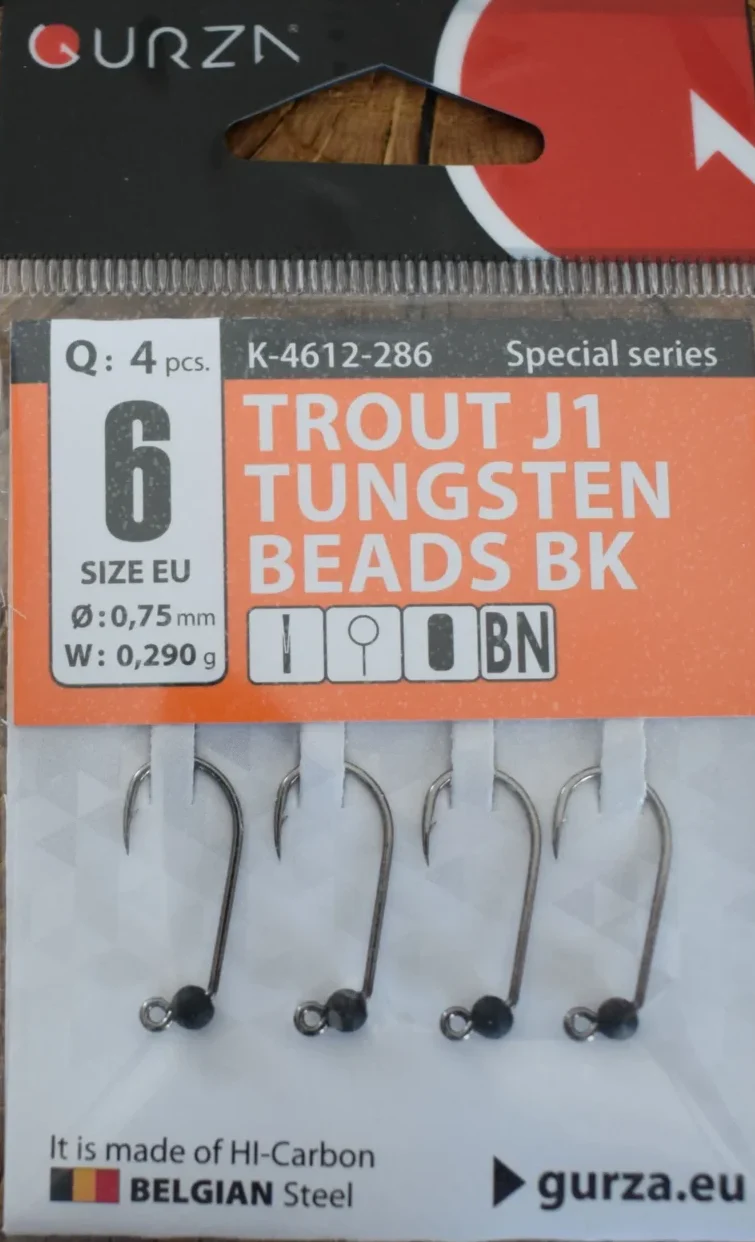 GURZA
Q: 4 pcs.
K-4612-286 Special series
6
SIZE EU
Ø:0,75 mm
W: 0,290 g
TROUT J1
TUNGSTEN
BEADS BK
BN
It is made of HI-Carbon
BELGIAN Steel
gurza.eu